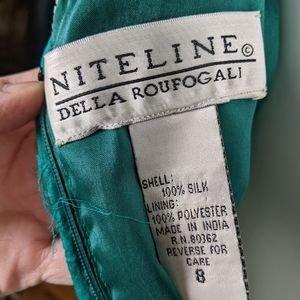 NITELINE©
DELLA ROUFOGALI
SHELL:
100% SILK
LINING:
100% POLYESTER
MADE IN INDIA
R.N. 80362
REVERSE FOR
CARE
8